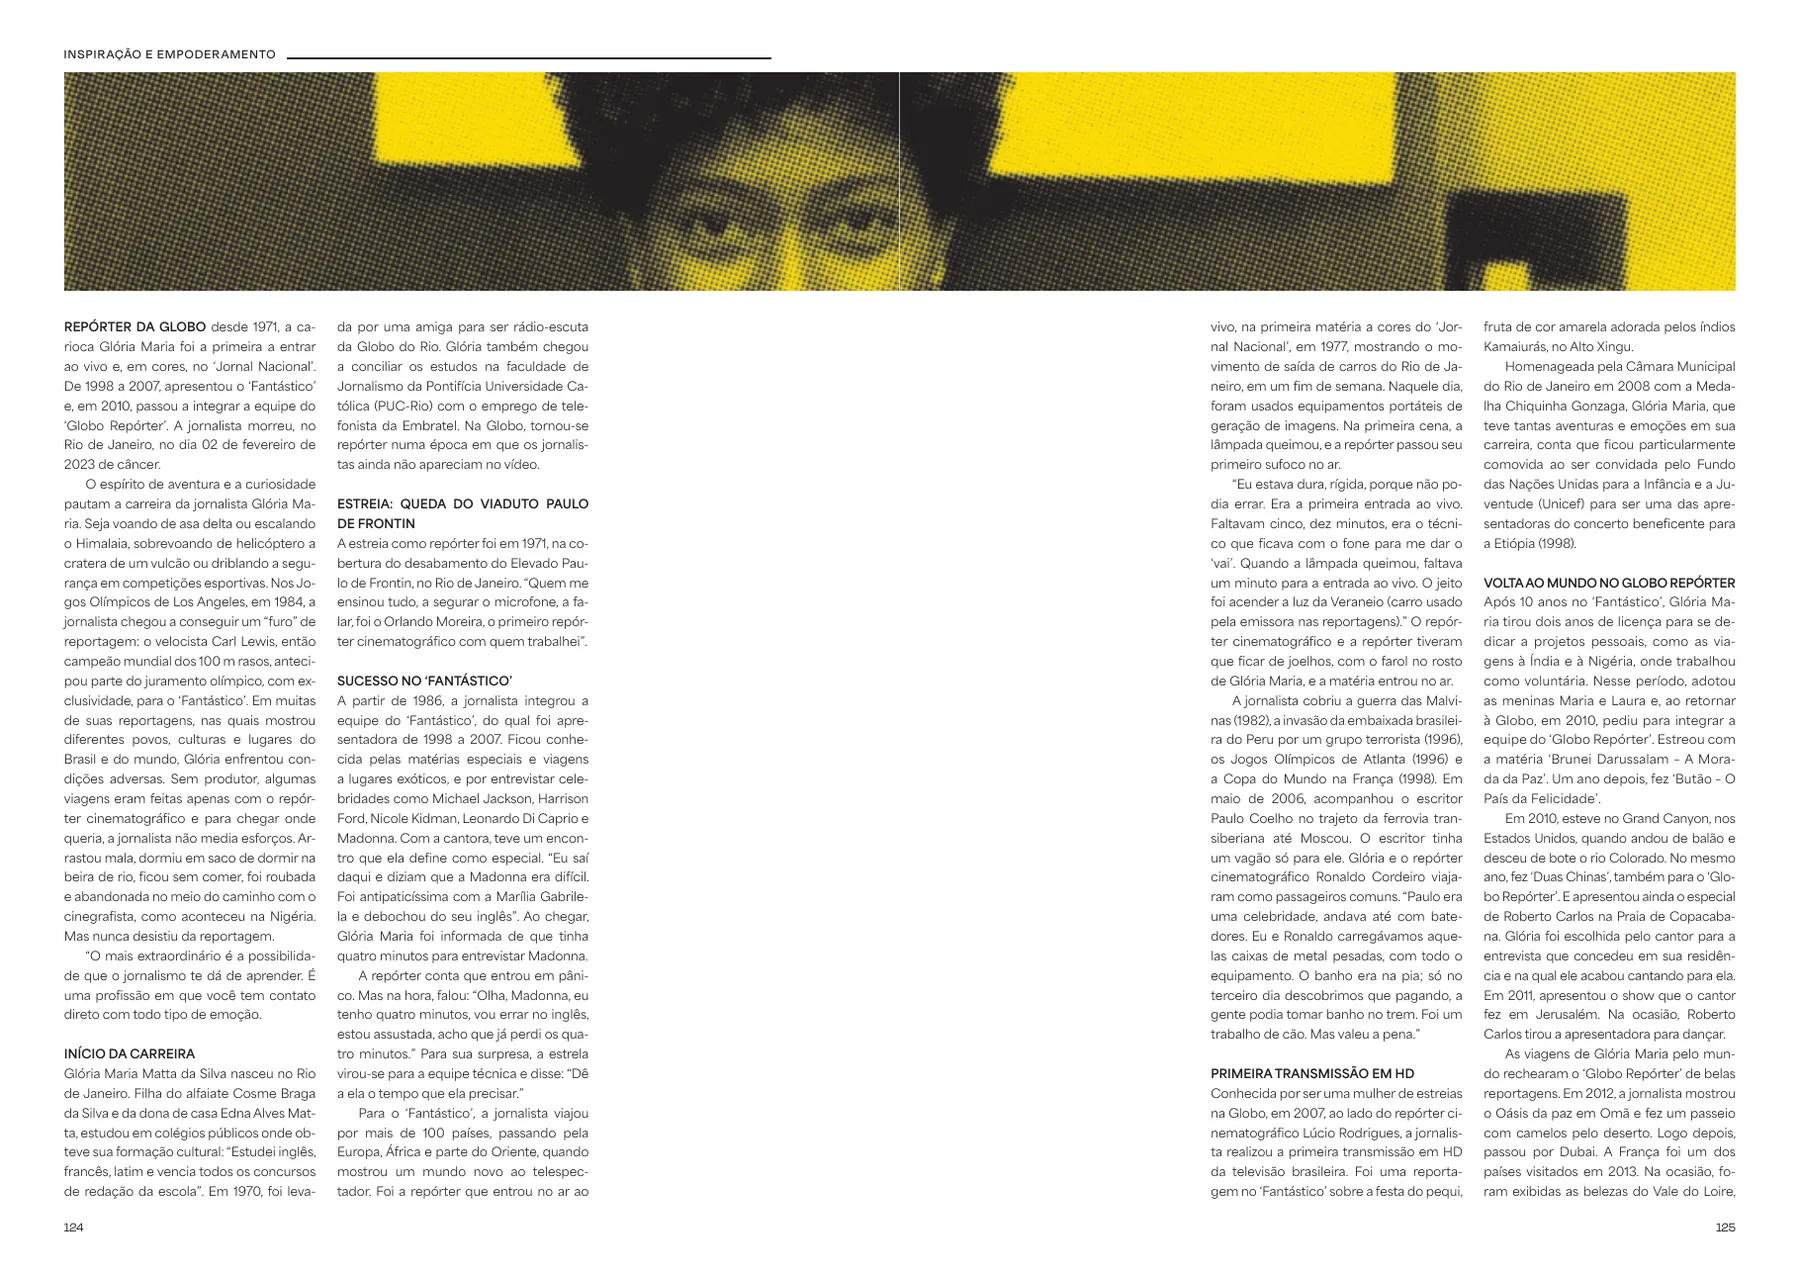 INSPIRAÇÃO E EMPODERAMENTO
REPÓRTER DA GLOBO desde 1971, a ca-
rioca Glória Maria foi a primeira a entrar
ao vivo e, em cores, no ‘Jornal Nacional’.
De 1998 a 2007, apresentou o ‘Fantástico’
e, em 2010, passou a integrar a equipe do
‘Globo Repórter’. A jornalista morreu, no
Rio de Janeiro, no dia 02 de fevereiro de
2023 de câncer.
O espírito de aventura e a curiosidade
pautam a carreira da jornalista Glória Ma-
ria. Seja voando de asa delta ou escalando
o Himalaia, sobrevoando de helicóptero a
cratera de um vulcão ou driblando a segu-
rança em competições esportivas. Nos Jo-
gos Olímpicos de Los Angeles, em 1984, a
jornalista chegou a conseguir um “furo” de
reportagem: o velocista Carl Lewis, então
campeão mundial dos 100 m rasos, anteci-
pou parte do juramento olímpico, com ex-
clusividade, para o ‘Fantástico’. Em muitas
de suas reportagens, nas quais mostrou
diferentes povos, culturas e lugares do
Brasil e do mundo, Glória enfrentou con-
dições adversas. Sem produtor, algumas
viagens eram feitas apenas com o repór-
ter cinematográfico e para chegar onde
queria, a jornalista não media esforços. Ar-
rastou mala, dormiu em saco de dormir na
beira de rio, ficou sem comer, foi roubada
e abandonada no meio do caminho com o
cinegrafista, como aconteceu na Nigéria.
Mas nunca desistiu da reportagem.
“O mais extraordinário é a possibilida-
de que o jornalismo te dá de aprender. É
uma profissão em que você tem contato
direto com todo tipo de emoção.
INÍCIO DA CARREIRA
Glória Maria Matta da Silva nasceu no Rio
de Janeiro. Filha do alfaiate Cosme Braga
da Silva e da dona de casa Edna Alves Mat-
ta, estudou em colégios públicos onde ob-
teve sua formação cultural: “Estudei inglês,
francês, latim e vencia todos os concursos
de redação da escola”. Em 1970, foi leva-
da por uma amiga para ser rádio-escuta
da Globo do Rio. Glória também chegou
a conciliar os estudos na faculdade de
Jornalismo da Pontifícia Universidade Ca-
tólica (PUC-Rio) com o emprego de tele-
fonista da Embratel. Na Globo, tornou-se
repórter numa época em que os jornalis-
tas ainda não apareciam no vídeo.
ESTREIA: QUEDA DO VIADUTO PAULO
DE FRONTIN
A estreia como repórter foi em 1971, na co-
bertura do desabamento do Elevado Pau-
lo de Frontin, no Rio de Janeiro. “Quem me
ensinou tudo, a segurar o microfone, a fa-
lar, foi o Orlando Moreira, o primeiro repór-
ter cinematográfico com quem trabalhei”.
SUCESSO NO ‘FANTÁSTICO’
A partir de 1986, a jornalista integrou a
equipe do ‘Fantástico’, do qual foi apre-
sentadora de 1998 a 2007. Ficou conhe-
cida pelas matérias especiais e viagens
a lugares exóticos, e por entrevistar cele-
bridades como Michael Jackson, Harrison
Ford, Nicole Kidman, Leonardo Di Caprio e
Madonna. Com a cantora, teve um encon-
tro que ela define como especial. “Eu saí
daqui e diziam que a Madonna era difícil.
Foi antipaticíssima com a Marília Gabrile-
la e debochou do seu inglês”. Ao chegar,
Glória Maria foi informada de que tinha
quatro minutos para entrevistar Madonna.
A repórter conta que entrou em pâni-
co. Mas na hora, falou: “Olha, Madonna, eu
tenho quatro minutos, vou errar no inglês,
estou assustada, acho que já perdi os qua-
tro minutos.” Para sua surpresa, a estrela
virou-se para a equipe técnica e disse: “Dê
a ela o tempo que ela precisar.”
Para o ‘Fantástico’, a jornalista viajou
por mais de 100 países, passando pela
Europa, África e parte do Oriente, quando
mostrou um mundo novo ao telespec-
tador. Foi a repórter que entrou no ar ao
vivo, na primeira matéria a cores do ‘Jor-
nal Nacional’, em 1977, mostrando o mo-
vimento de saída de carros do Rio de Ja-
neiro, em um fim de semana. Naquele dia,
foram usados equipamentos portáteis de
geração de imagens. Na primeira cena, a
lâmpada queimou, e a repórter passou seu
primeiro sufoco no ar.
“Eu estava dura, rígida, porque não po-
dia errar. Era a primeira entrada ao vivo.
Faltavam cinco, dez minutos, era o técni-
co que ficava com o fone para me dar o
‘vai’. Quando a lâmpada queimou, faltava
um minuto para a entrada ao vivo. O jeito
foi acender a luz da Veraneio (carro usado
pela emissora nas reportagens).” O repór-
ter cinematográfico e a repórter tiveram
que ficar de joelhos, com o farol no rosto
de Glória Maria, e a matéria entrou no ar.
A jornalista cobriu a guerra das Malvi-
nas (1982), a invasão da embaixada brasilei-
ra do Peru por um grupo terrorista (1996),
os Jogos Olímpicos de Atlanta (1996) e
a Copa do Mundo na França (1998). Em
maio de 2006, acompanhou o escritor
Paulo Coelho no trajeto da ferrovia tran-
siberiana até Moscou. O escritor tinha
um vagão só para ele. Glória e o repórter
cinematográfico Ronaldo Cordeiro viaja-
ram como passageiros comuns. “Paulo era
uma celebridade, andava até com bate-
dores. Eu e Ronaldo carregávamos aque-
las caixas de metal pesadas, com todo o
equipamento. O banho era na pia; só no
terceiro dia descobrimos que pagando, a
gente podia tomar banho no trem. Foi um
trabalho de cão. Mas valeu a pena.”
PRIMEIRA TRANSMISSÃO EM HD
Conhecida por ser uma mulher de estreias
na Globo, em 2007, ao lado do repórter ci-
nematográfico Lúcio Rodrigues, a jornalis-
ta realizou a primeira transmissão em HD
da televisão brasileira. Foi uma reporta-
gem no ‘Fantástico’ sobre a festa do pequi,
fruta de cor amarela adorada pelos índios
Kamaiurás, no Alto Xingu.
Homenageada pela Câmara Municipal
do Rio de Janeiro em 2008 com a Meda-
lha Chiquinha Gonzaga, Glória Maria, que
teve tantas aventuras e emoções em sua
carreira, conta que ficou particularmente
comovida ao ser convidada pelo Fundo
das Nações Unidas para a Infância e a Ju-
ventude (Unicef) para ser uma das apre-
sentadoras do concerto beneficente para
a Etiópia (1998).
VOLTA AO MUNDO NO GLOBO REPÓRTER
Após 10 anos no ‘Fantástico’, Glória Ma-
ria tirou dois anos de licença para se de-
dicar a projetos pessoais, como as via-
gens à Índia e à Nigéria, onde trabalhou
como voluntária. Nesse período, adotou
as meninas Maria e Laura e, ao retornar
à Globo, em 2010, pediu para integrar a
equipe do ‘Globo Repórter’. Estreou com
a matéria ‘Brunei Darussalam – A Mora-
da da Paz’. Um ano depois, fez ‘Butão – O
País da Felicidade’.
Em 2010, esteve no Grand Canyon, nos
Estados Unidos, quando andou de balão e
desceu de bote o rio Colorado. No mesmo
ano, fez ‘Duas Chinas’, também para o ‘Glo-
bo Repórter’. E apresentou ainda o especial
de Roberto Carlos na Praia de Copacaba-
na. Glória foi escolhida pelo cantor para a
entrevista que concedeu em sua residên-
cia e na qual ele acabou cantando para ela.
Em 2011, apresentou o show que o cantor
fez em Jerusalém. Na ocasião, Roberto
Carlos tirou a apresentadora para dançar.
As viagens de Glória Maria pelo mun-
do rechearam o ‘Globo Repórter’ de belas
reportagens. Em 2012, a jornalista mostrou
o Oásis da paz em Omã e fez um passeio
com camelos pelo deserto. Logo depois,
passou por Dubai. A França foi um dos
países visitados em 2013. Na ocasião, fo-
ram exibidas as belezas do Vale do Loire,
124
125